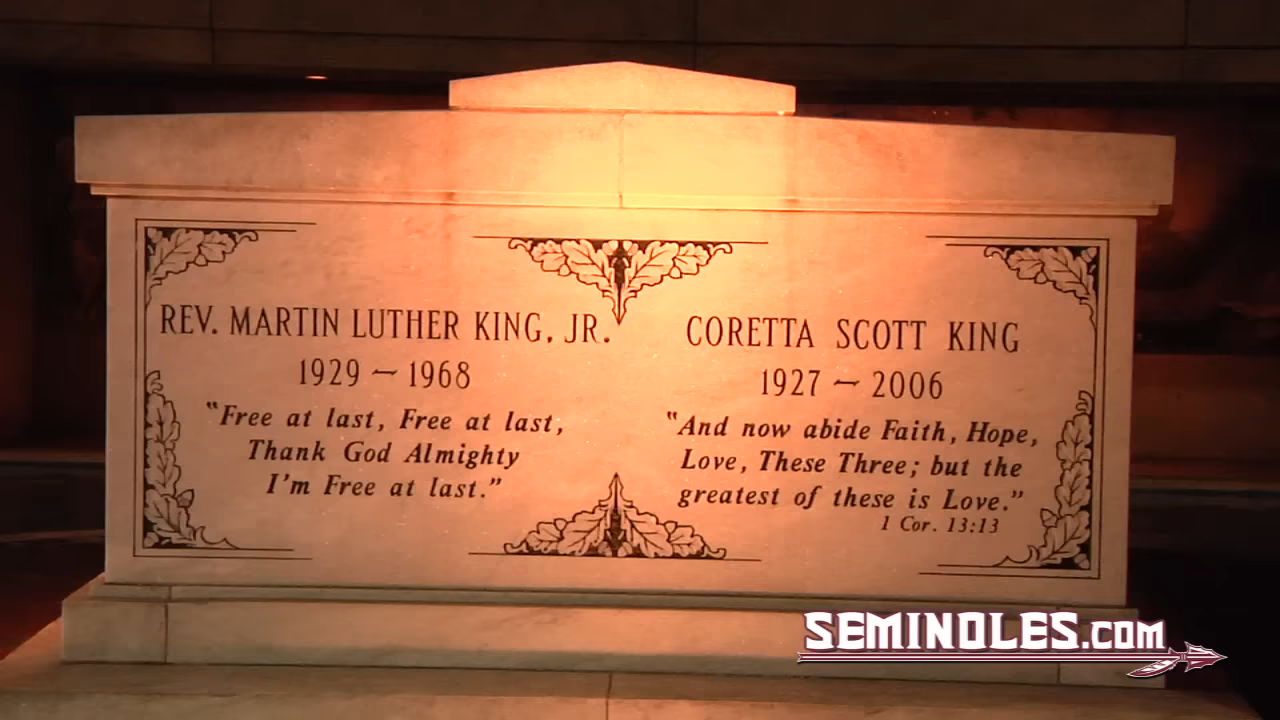 REV. MARTIN LUTHER KING, JR.
1929 ~ 1968
"Free at last, Free at last,
Thank God Almighty
I'm Free at last."
CORETTA SCOTT KING
1927 ~ 2006
"And now abide Faith, Hope,
Love, These Three; but the
greatest of these is Love."
1 Cor. 13:13
SEMINOLES.COM